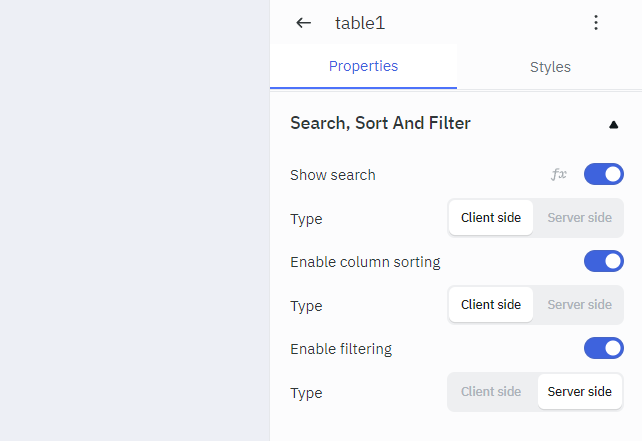 table1
Properties Styles
Search, Sort And Filter
Show search fx
Type Client side Server side
Enable column sorting
Type Client side Server side
Enable filtering
Type Client side Server side